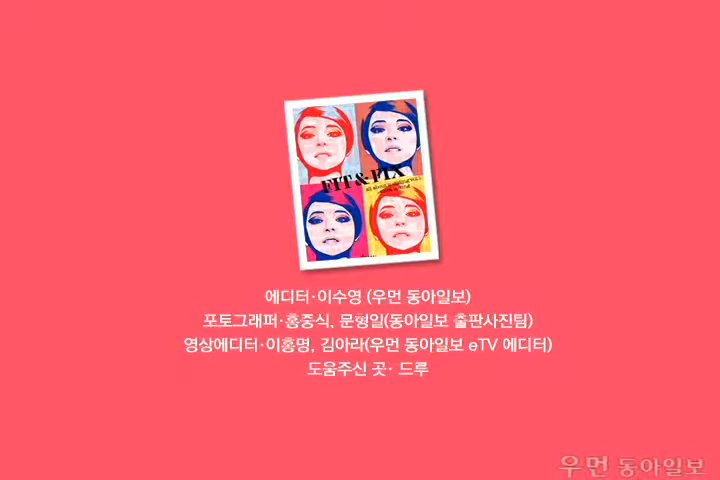 FIT & FIX
에디터·이수영 (우먼 동아일보)
포토그래퍼·홍중식, 문형일(동아일보 출판사진팀)
영상에디터·이홍명, 김아라(우먼 동아일보 eTV 에디터)
도움주신 곳· 드루
우먼 동아일보